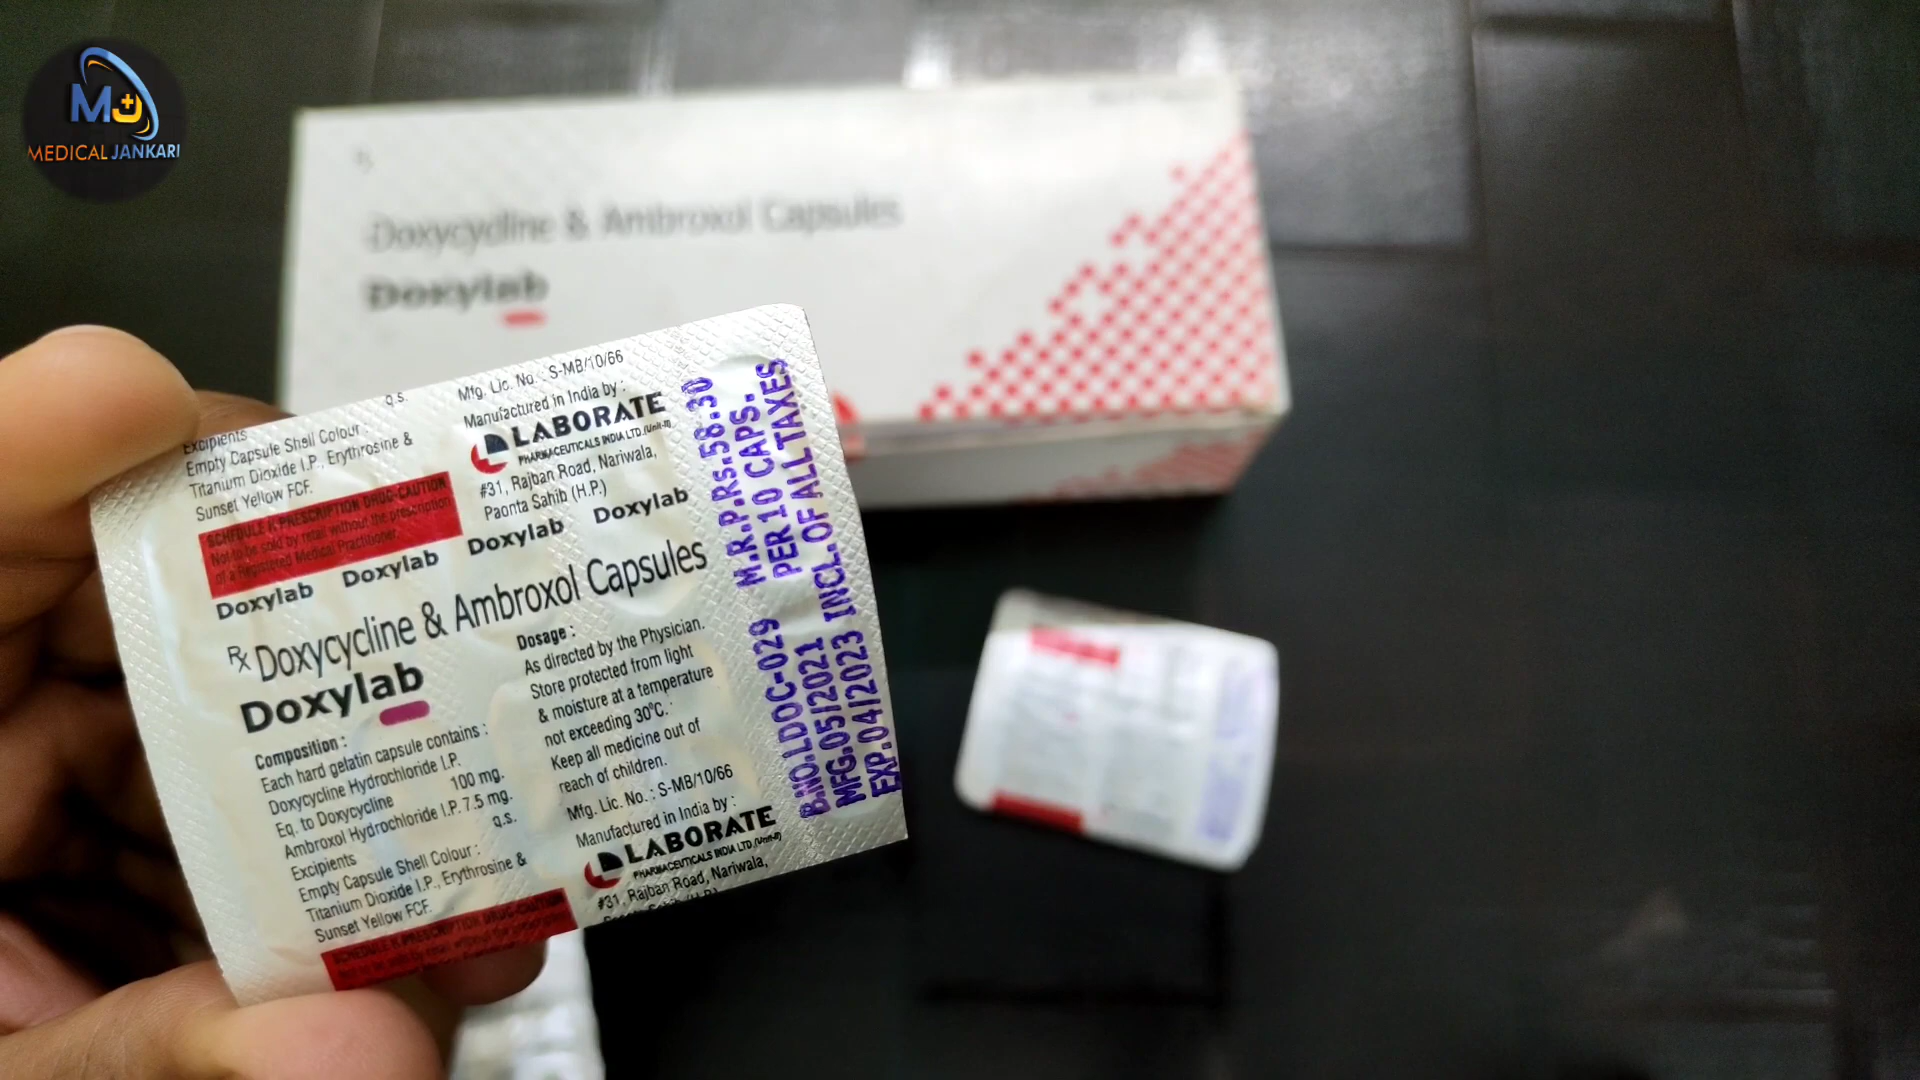 MJ
MEDICAL JANKARI
Doxycycline & Ambroxol Capsules
Doxylab
q.s.
Excipients
Empty Capsule Shell Colour :
Titanium Dioxide I.P., Erythrosine &
Sunset Yellow FCF.
SCHEDULE H PRESCRIPTION DRUG-CAUTION
Not to be sold by retail without the prescription
of a Registered Medical Practitioner.
Mfg. Lic. No. : S-MB/10/66
Manufactured in India by :
LABORATE
PHARMACEUTICALS INDIA LTD.(Unit-II)
#31, Rajban Road, Nariwala,
Paonta Sahib (H.P.)
Doxylab Doxylab Doxylab Doxylab
Rx Doxycycline & Ambroxol Capsules
Doxylab
Composition :
Each hard gelatin capsule contains :
Doxycycline Hydrochloride I.P.
Eq. to Doxycycline 100 mg.
Ambroxol Hydrochloride I.P. 7.5 mg.
Excipients q.s.
Empty Capsule Shell Colour :
Titanium Dioxide I.P., Erythrosine &
Sunset Yellow FCF.
SCHEDULE H PRESCRIPTION DRUG-CAUTION
Dosage :
As directed by the Physician.
Store protected from light
& moisture at a temperature
not exceeding 30°C.
Keep all medicine out of
reach of children.
Mfg. Lic. No. : S-MB/10/66
Manufactured in India by :
LABORATE
PHARMACEUTICALS INDIA LTD.(Unit-II)
#31, Rajban Road, Nariwala,
B.NO.LDOC-029 M.R.P.Rs.58.30
MFG.05/2021 PER 10 CAPS.
EXP.04/2023 INCL.OF ALL TAXES